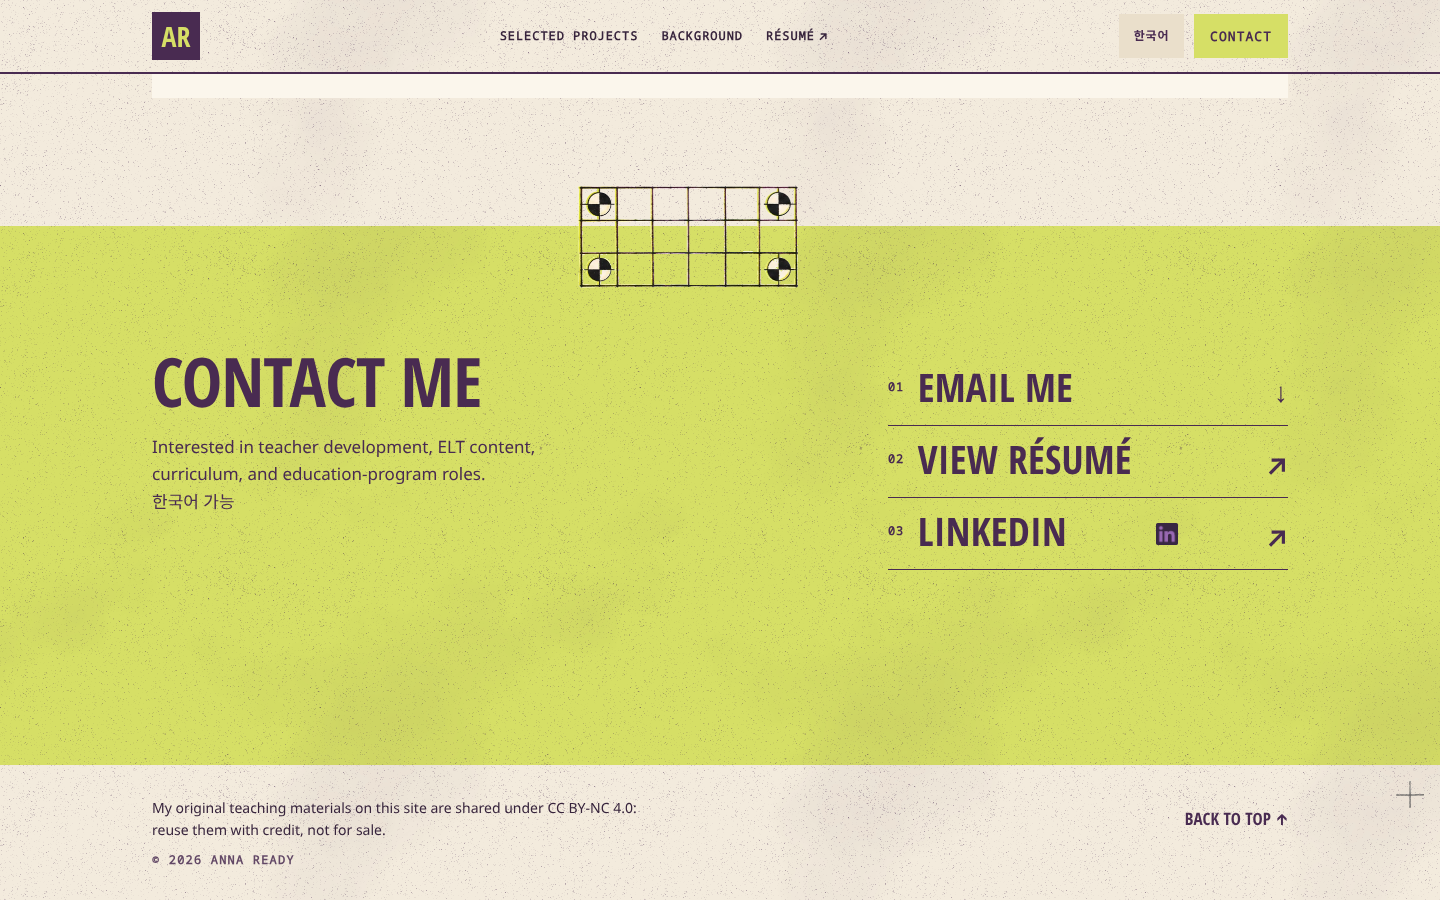 AR
SELECTED PROJECTS
BACKGROUND
RÉSUMÉ ↗
한국어
CONTACT
CONTACT ME
Interested in teacher development, ELT content,
curriculum, and education-program roles.
한국어 가능
01 EMAIL ME ↓
02 VIEW RÉSUMÉ ↗
03 LINKEDIN in ↗
My original teaching materials on this site are shared under CC BY-NC 4.0:
reuse them with credit, not for sale.
© 2026 ANNA READY
BACK TO TOP ↑